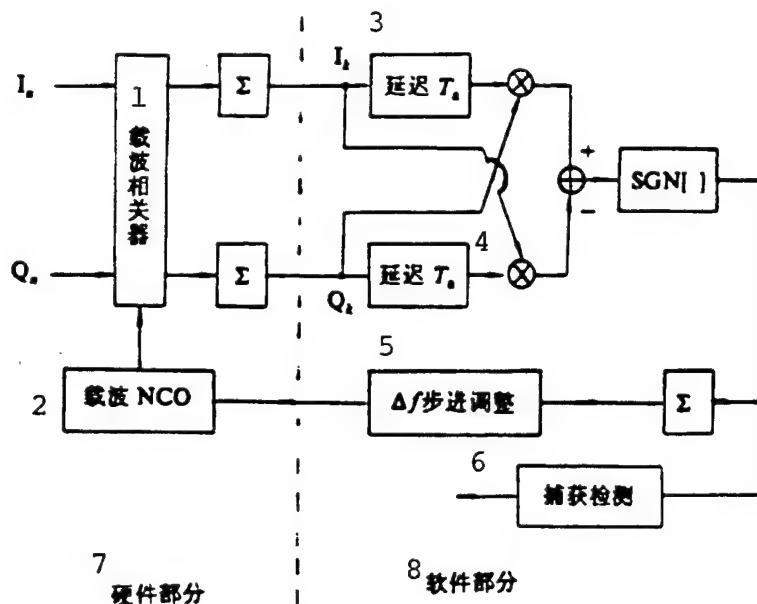 3
I_k
延迟 T_a
I_n
1
载波相关器
Σ
+
SGN[ ]
−
4
Q_n
Σ
延迟 T_a
Q_k
5
2
载波 NCO
Δf步进调整
Σ
6
捕获检测
7
硬件部分
8
软件部分